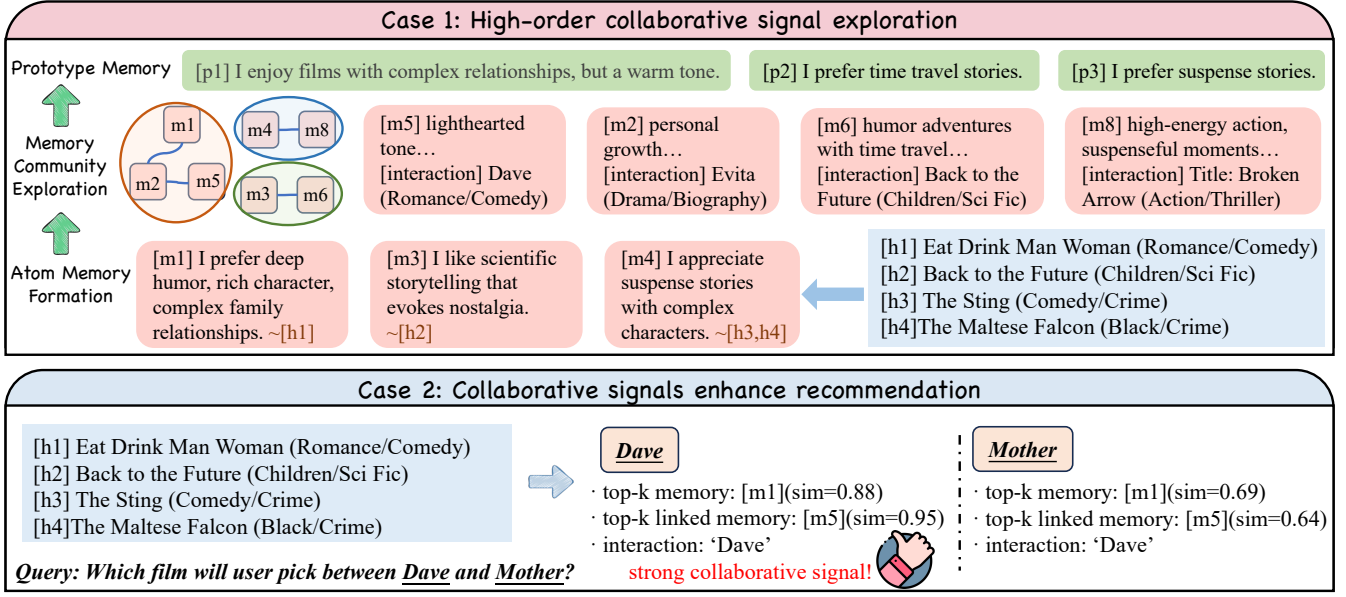 Case 1: High-order collaborative signal exploration
Prototype Memory
[p1] I enjoy films with complex relationships, but a warm tone.
[p2] I prefer time travel stories.
[p3] I prefer suspense stories.
Memory
Community
Exploration
m1
m2
m5
m4
m8
m3
m6
[m5] lighthearted
tone…
[interaction] Dave
(Romance/Comedy)
[m2] personal
growth…
[interaction] Evita
(Drama/Biography)
[m6] humor adventures
with time travel…
[interaction] Back to the
Future (Children/Sci Fic)
[m8] high-energy action,
suspenseful moments…
[interaction] Title: Broken
Arrow (Action/Thriller)
Atom Memory
Formation
[m1] I prefer deep
humor, rich character,
complex family
relationships. ~[h1]
[m3] I like scientific
storytelling that
evokes nostalgia.
~[h2]
[m4] I appreciate
suspense stories
with complex
characters. ~[h3,h4]
[h1] Eat Drink Man Woman (Romance/Comedy)
[h2] Back to the Future (Children/Sci Fic)
[h3] The Sting (Comedy/Crime)
[h4]The Maltese Falcon (Black/Crime)
Case 2: Collaborative signals enhance recommendation
[h1] Eat Drink Man Woman (Romance/Comedy)
[h2] Back to the Future (Children/Sci Fic)
[h3] The Sting (Comedy/Crime)
[h4]The Maltese Falcon (Black/Crime)
Query: Which film will user pick between Dave and Mother?
Dave
· top-k memory: [m1](sim=0.88)
· top-k linked memory: [m5](sim=0.95)
· interaction: ‘Dave’
strong collaborative signal!
Mother
· top-k memory: [m1](sim=0.69)
· top-k linked memory: [m5](sim=0.64)
· interaction: ‘Dave’